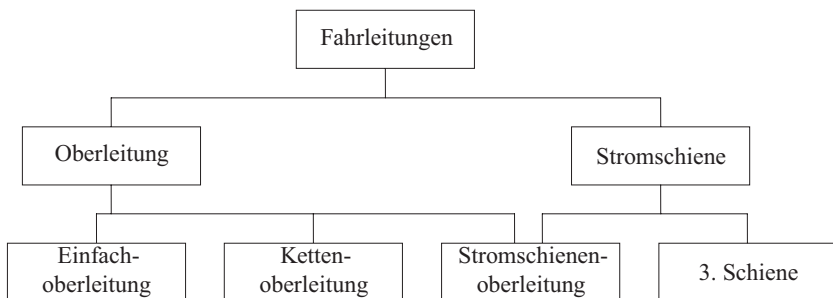 Fahrleitungen
Oberleitung
Stromschiene
Einfach-
oberleitung
Ketten-
oberleitung
Stromschienen-
oberleitung
3. Schiene